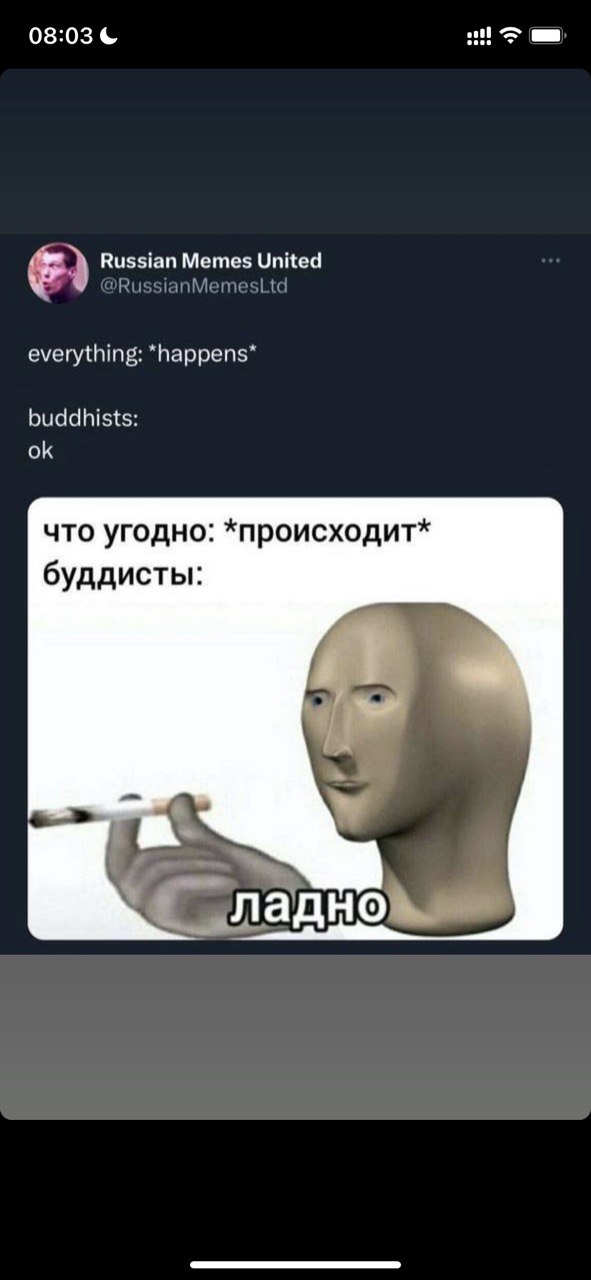 08:03
Russian Memes United
@RussianMemesLtd
everything: *happens*
buddhists:
ok
что угодно: *происходит*
буддисты:
ладно